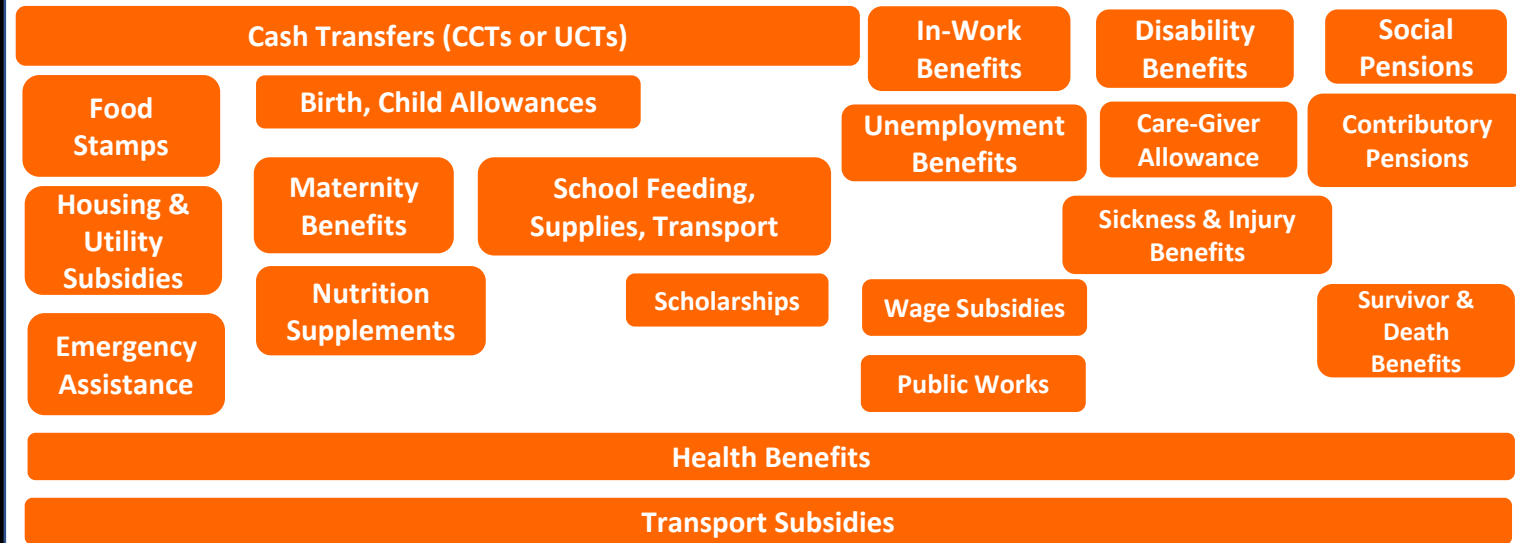 Cash Transfers (CCTs or UCTs)
In-Work
Benefits
Disability
Benefits
Social
Pensions
Food
Stamps
Birth, Child Allowances
Unemployment
Benefits
Care-Giver
Allowance
Contributory
Pensions
Housing &
Utility
Subsidies
Maternity
Benefits
School Feeding,
Supplies, Transport
Sickness & Injury
Benefits
Nutrition
Supplements
Scholarships
Wage Subsidies
Survivor &
Death
Benefits
Emergency
Assistance
Public Works
Health Benefits
Transport Subsidies